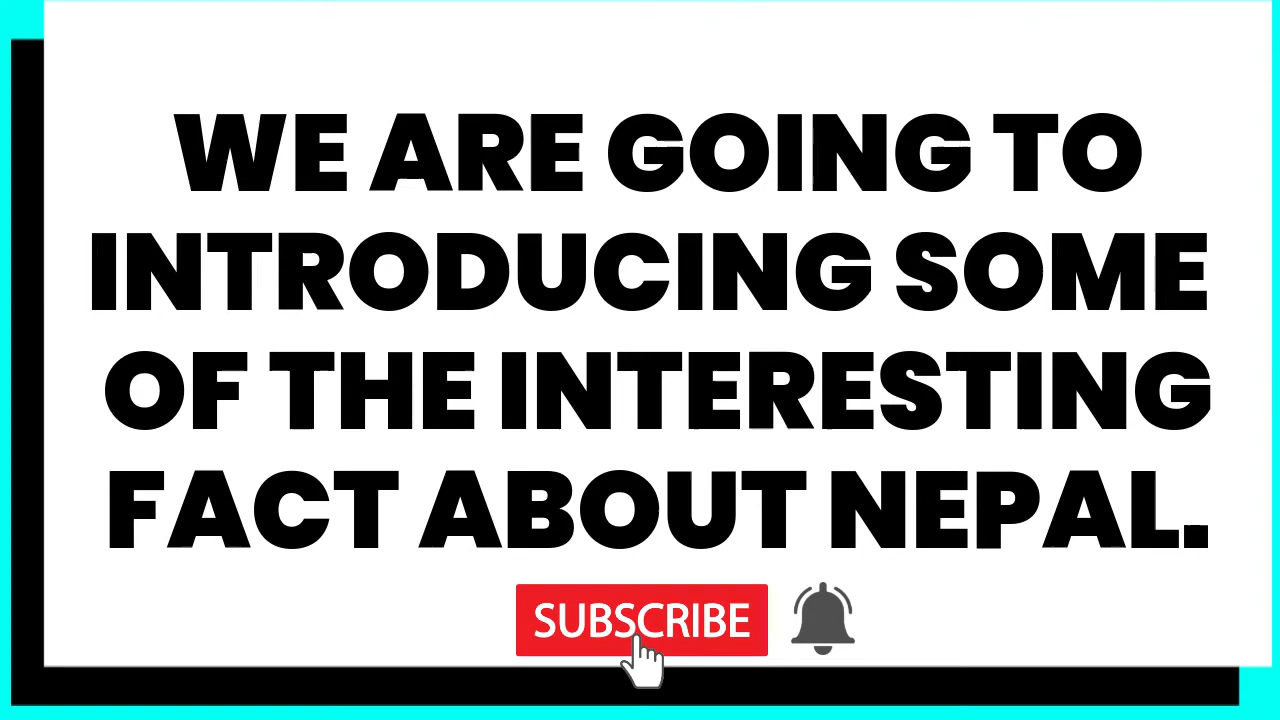 WE ARE GOING TO
INTRODUCING SOME
OF THE INTERESTING
FACT ABOUT NEPAL.
SUBSCRIBE